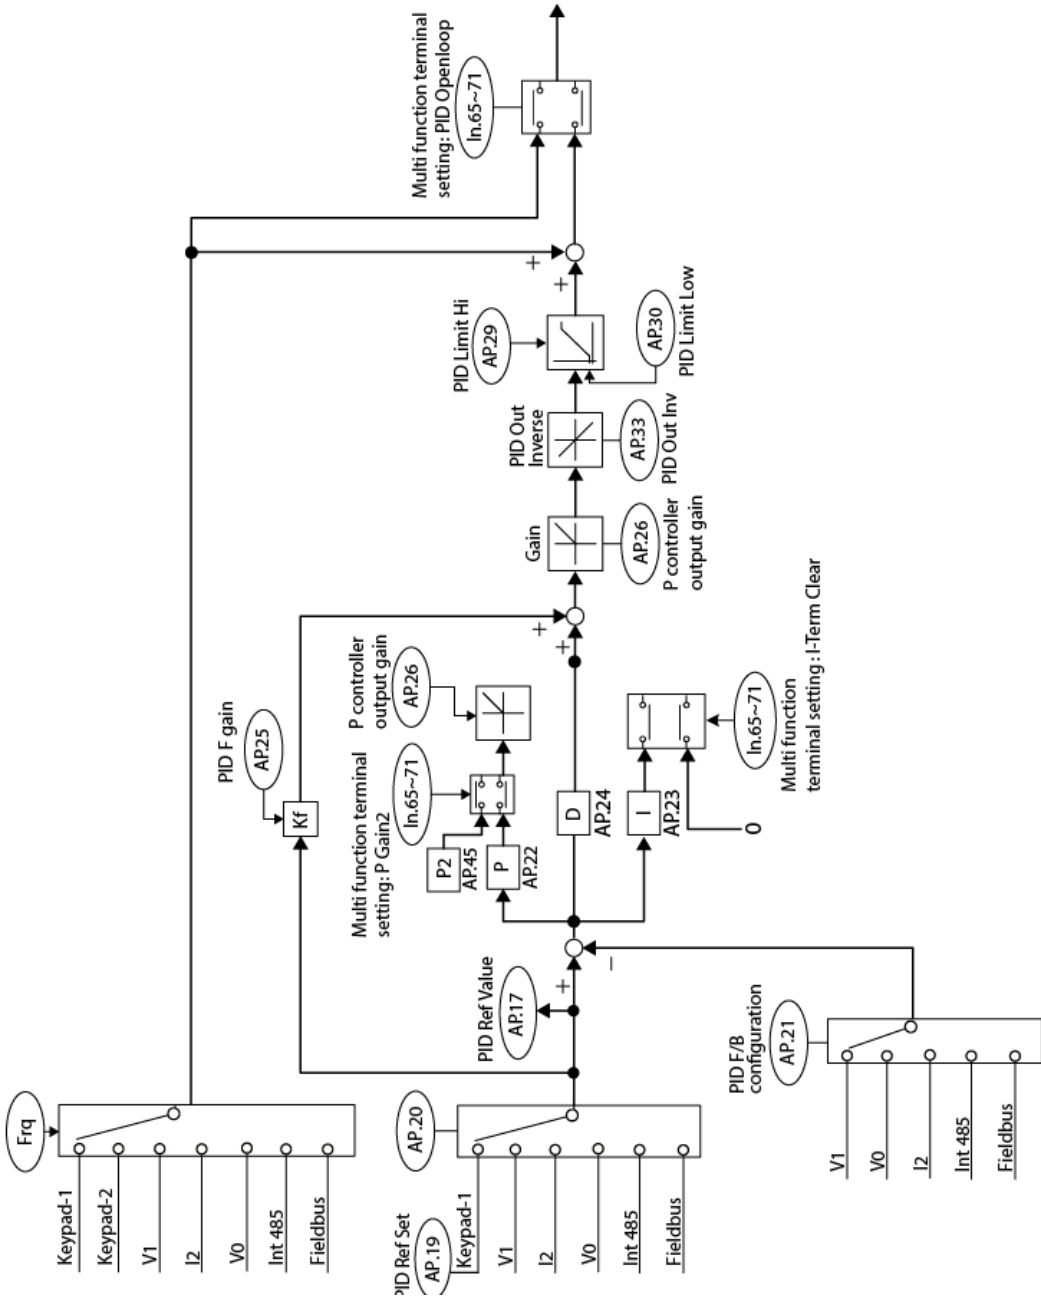 Multi function terminal
setting: PID Openloop
In.65~71
+
+
PID Limit Hi
AP.29
AP.30
PID Limit Low
PID Out
Inverse
AP.33
PID Out Inv
Gain
AP.26
P controller
output gain
+
+
PID F gain
AP.25
Kf
P controller
output gain
AP.26
Multi function terminal
setting: P Gain2
In.65~71
P2
AP.45
P
AP.22
D
AP.24
I
AP.23
0
In.65~71
Multi function
terminal setting : I-Term Clear
PID Ref Value
AP.17
+
−
PID F/B
configuration
AP.21
V1
V0
I2
Int 485
Fieldbus
Frq
Keypad-1
Keypad-2
V1
I2
V0
Int 485
Fieldbus
AP.20
PID Ref Set
AP.19
Keypad-1
V1
I2
V0
Int 485
Fieldbus